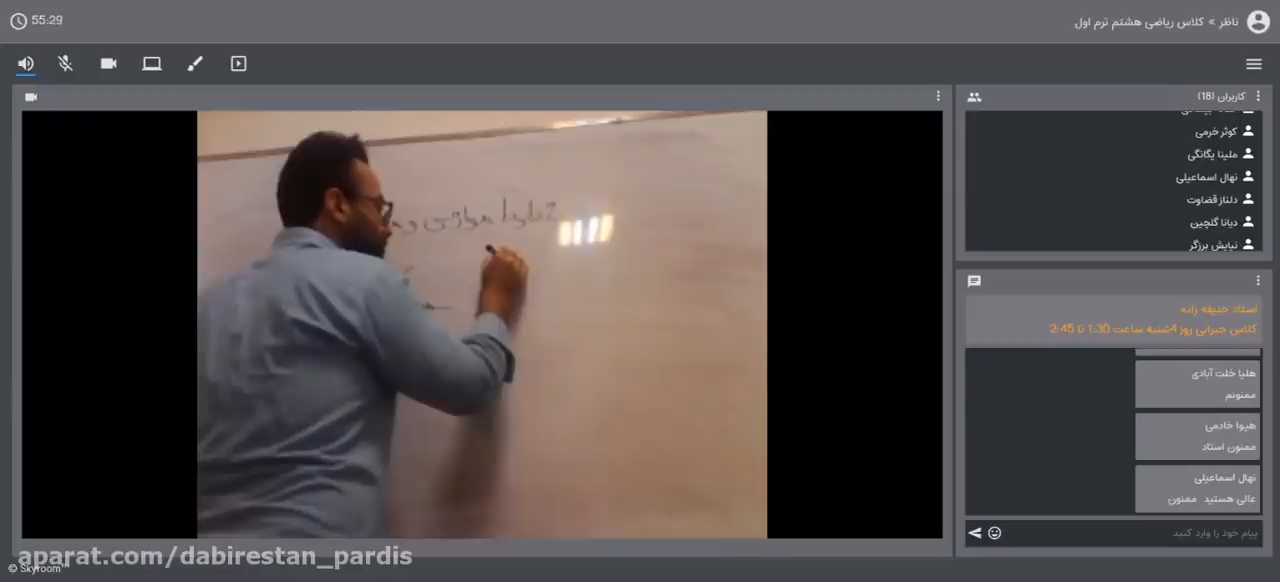 55:29
ناظر » کلاس ریاضی هشتم ترم اول
کاربران (18)
کوثر خرمی
ملینا یگانگی
نهال اسماعیلی
دلناز قضاوت
دیانا گلچین
نیایش برزگر
استاد حنیفه زاده
کلاس جبرانی روز 4شنبه ساعت 1:30 تا 2:45
هلیا خلت آبادی
ممنونم
هیوا خادمی
ممنون استاد
نهال اسماعیلی
عالی هستید ممنون
پیام خود را وارد کنید.
aparat.com/dabirestan_pardis
© Skyroom™